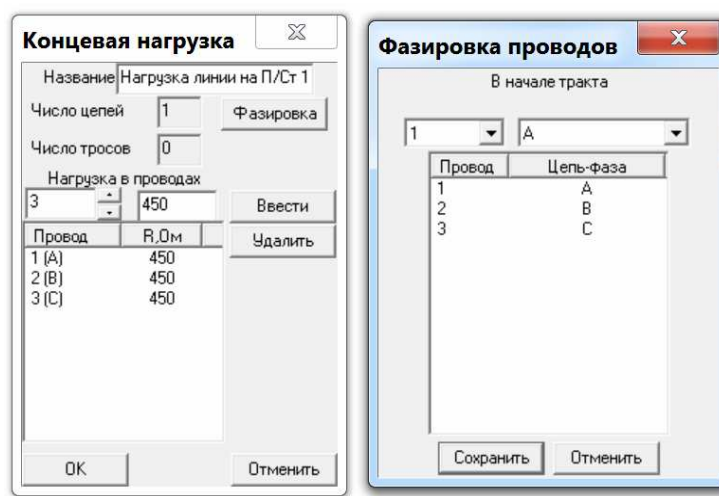 Концевая нагрузка
Название Нагрузка линии на П/Ст 1
Число цепей 1 Фазировка
Число тросов 0
Нагрузка в проводах
3 450 Ввести
Провод R,Ом Удалить
1 (A) 450
2 (B) 450
3 (C) 450
OK Отменить
Фазировка проводов
В начале тракта
1 A
Провод Цепь-фаза
1 A
2 B
3 C
Сохранить Отменить